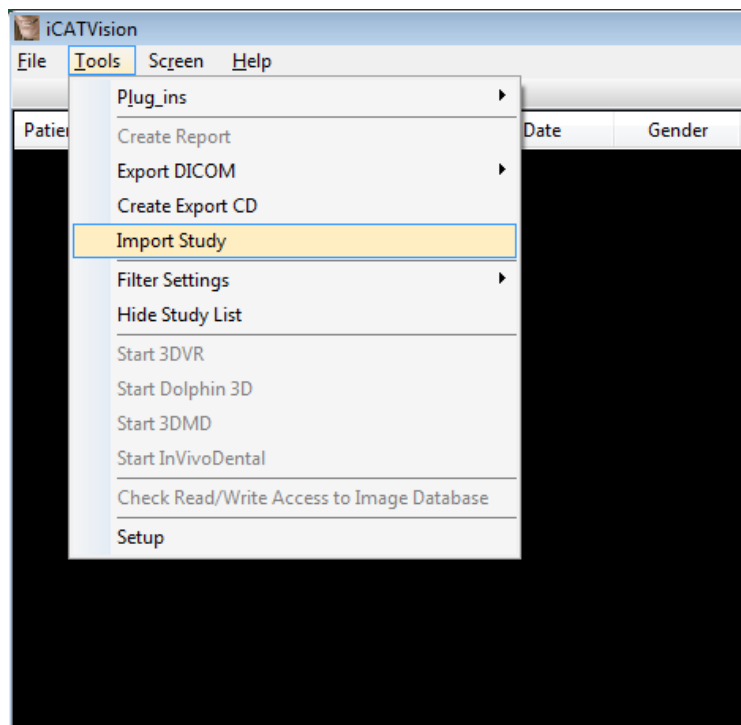 iCATVision
File Tools Screen Help
Plug_ins
Patie Date Gender
Create Report
Export DICOM
Create Export CD
Import Study
Filter Settings
Hide Study List
Start 3DVR
Start Dolphin 3D
Start 3DMD
Start InVivoDental
Check Read/Write Access to Image Database
Setup